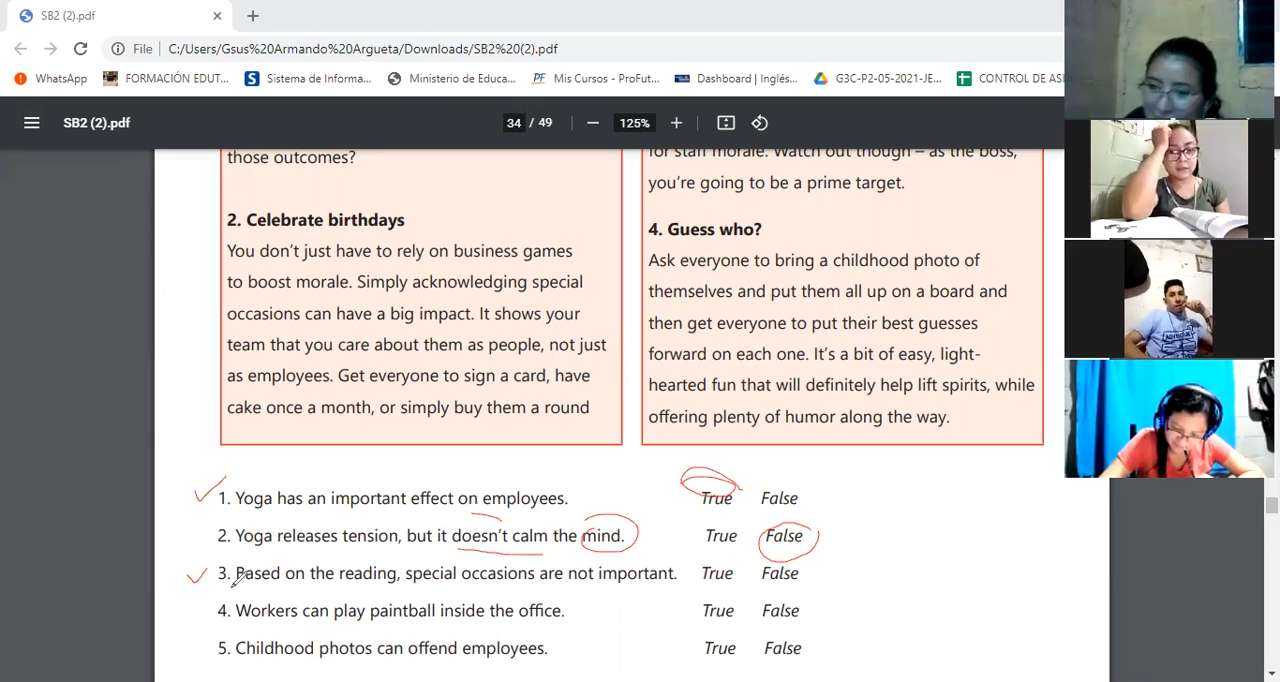 SB2 (2).pdf
File C:/Users/Gsus%20Armando%20Argueta/Downloads/SB2%20(2).pdf
WhatsApp FORMACIÓN EDUT... Sistema de Informa... Ministerio de Educa... Mis Cursos - ProFut... Dashboard | Inglés,... G3C-P2-05-2021-JE... CONTROL DE
SB2 (2).pdf 34 / 49 125%
those outcomes?
2. Celebrate birthdays
You don't just have to rely on business games
to boost morale. Simply acknowledging special
occasions can have a big impact. It shows your
team that you care about them as people, not just
as employees. Get everyone to sign a card, have
cake once a month, or simply buy them a round
for staff morale. Watch out though – as the boss,
you're going to be a prime target.
4. Guess who?
Ask everyone to bring a childhood photo of
themselves and put them all up on a board and
then get everyone to put their best guesses
forward on each one. It's a bit of easy, light-
hearted fun that will definitely help lift spirits, while
offering plenty of humor along the way.
1. Yoga has an important effect on employees. True False
2. Yoga releases tension, but it doesn't calm the mind. True False
3. Based on the reading, special occasions are not important. True False
4. Workers can play paintball inside the office. True False
5. Childhood photos can offend employees. True False